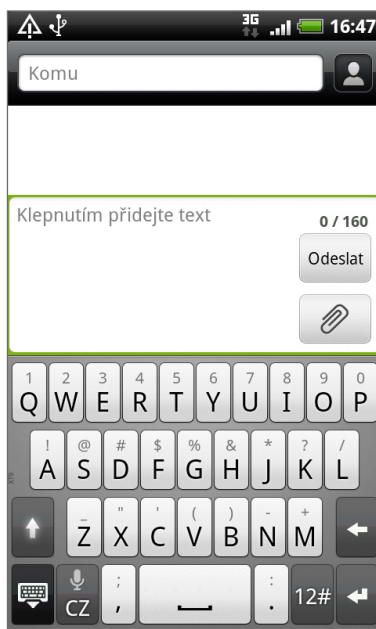 3G 16:47
Komu
Klepnutím přidejte text
0 / 160
Odeslat
1 2 3 4 5 6 7 8 9 0
Q W E R T Y U I O P
! @ # $ % & * ? /
A S D F G H J K L
_ " ' ( ) - +
Z X C V B N M
; :
CZ , . 12#